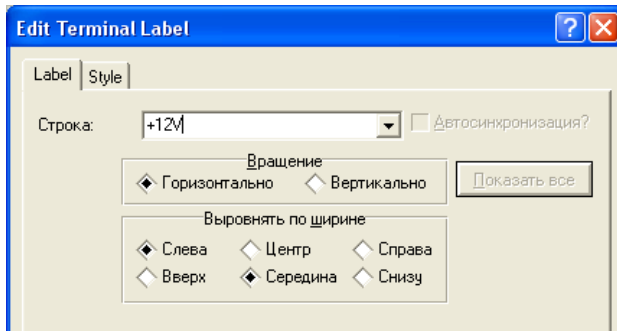 Edit Terminal Label
Label Style
Строка: +12V Автосинхронизация?
Вращение
Горизонтально Вертикально Показать все
Выровнять по ширине
Слева Центр Справа
Вверх Середина Снизу